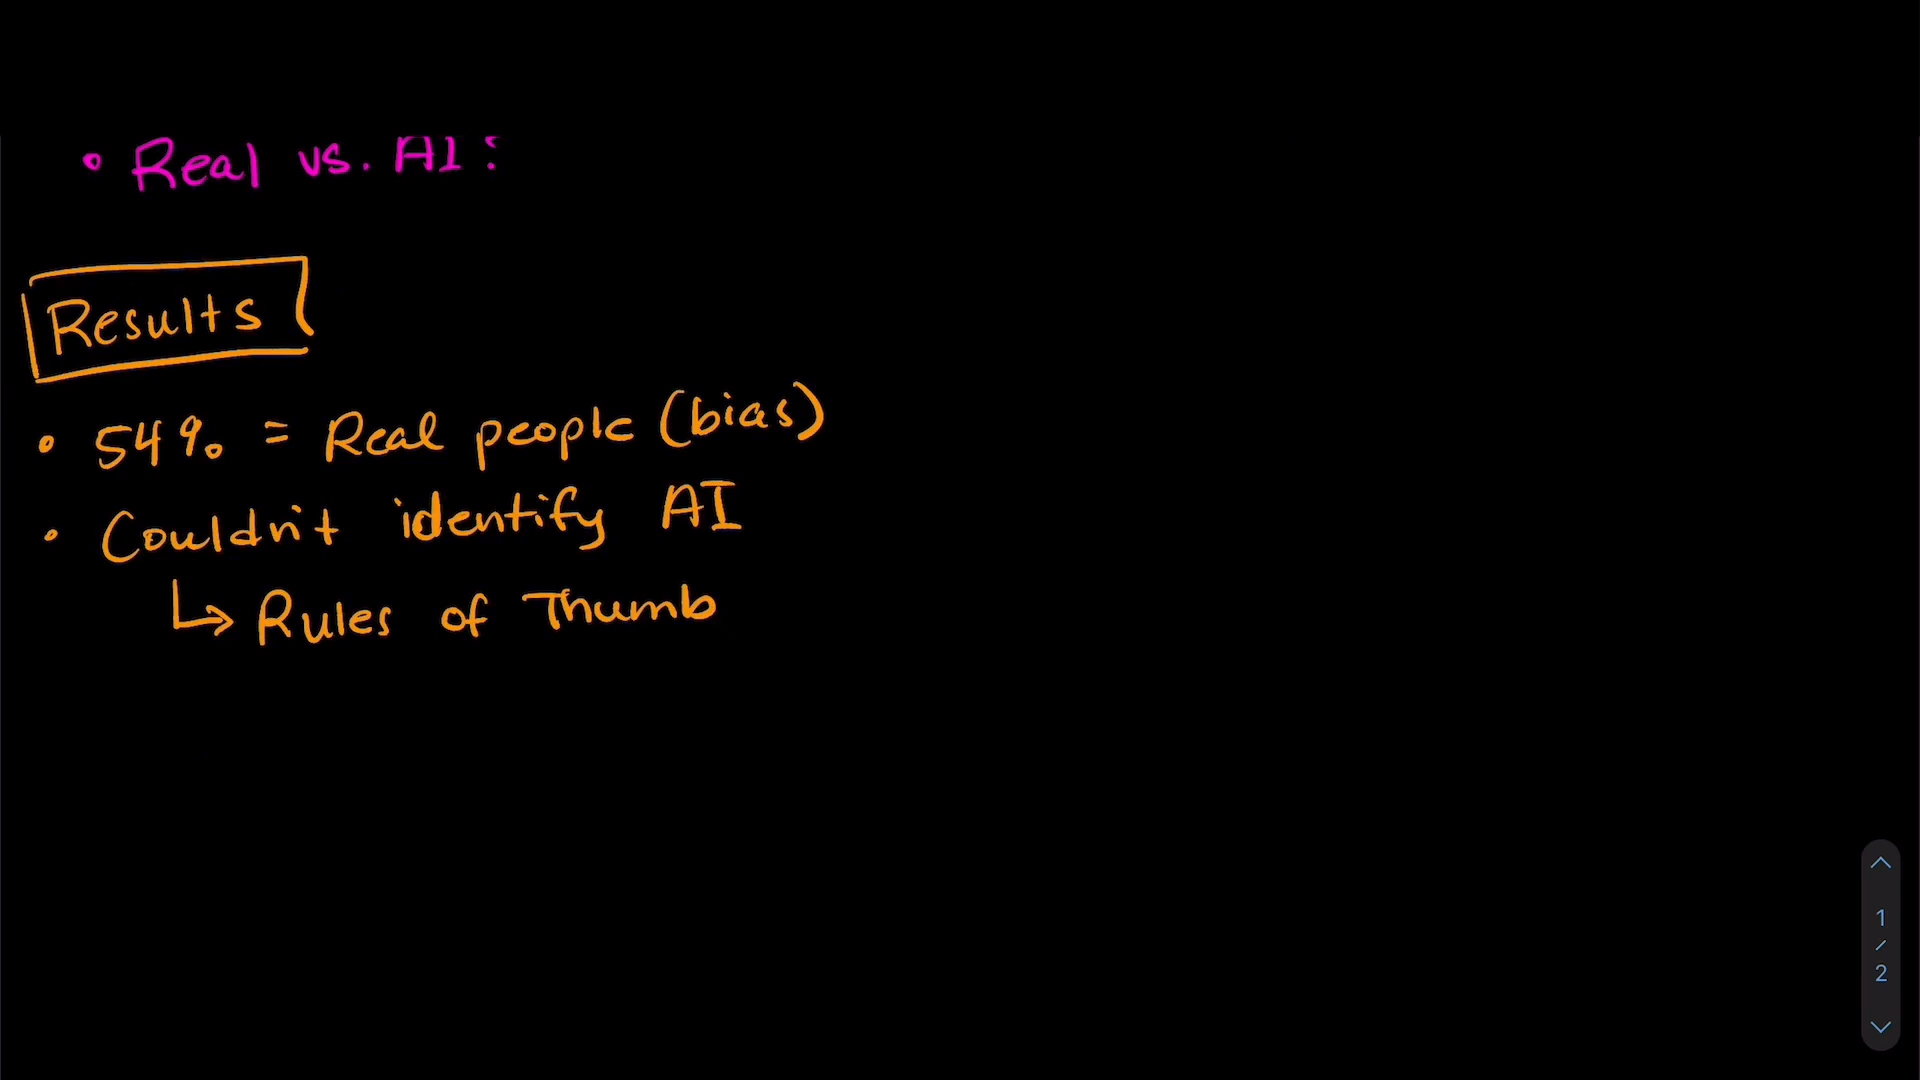 • Real vs. AI:
Results
• 54% = Real people (bias)
• Couldn't identify AI
↳ Rules of Thumb
1
/
2